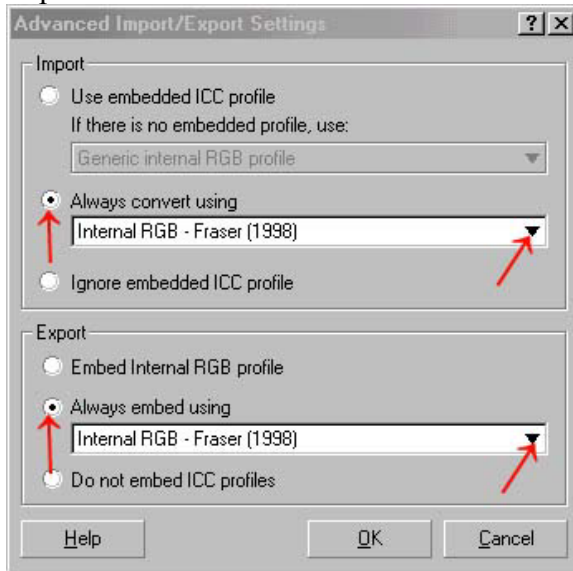 Advanced Import/Export Settings
Import
Use embedded ICC profile
If there is no embedded profile, use:
Generic internal RGB profile
Always convert using
Internal RGB - Fraser (1998)
Ignore embedded ICC profile
Export
Embed Internal RGB profile
Always embed using
Internal RGB - Fraser (1998)
Do not embed ICC profiles
Help OK Cancel